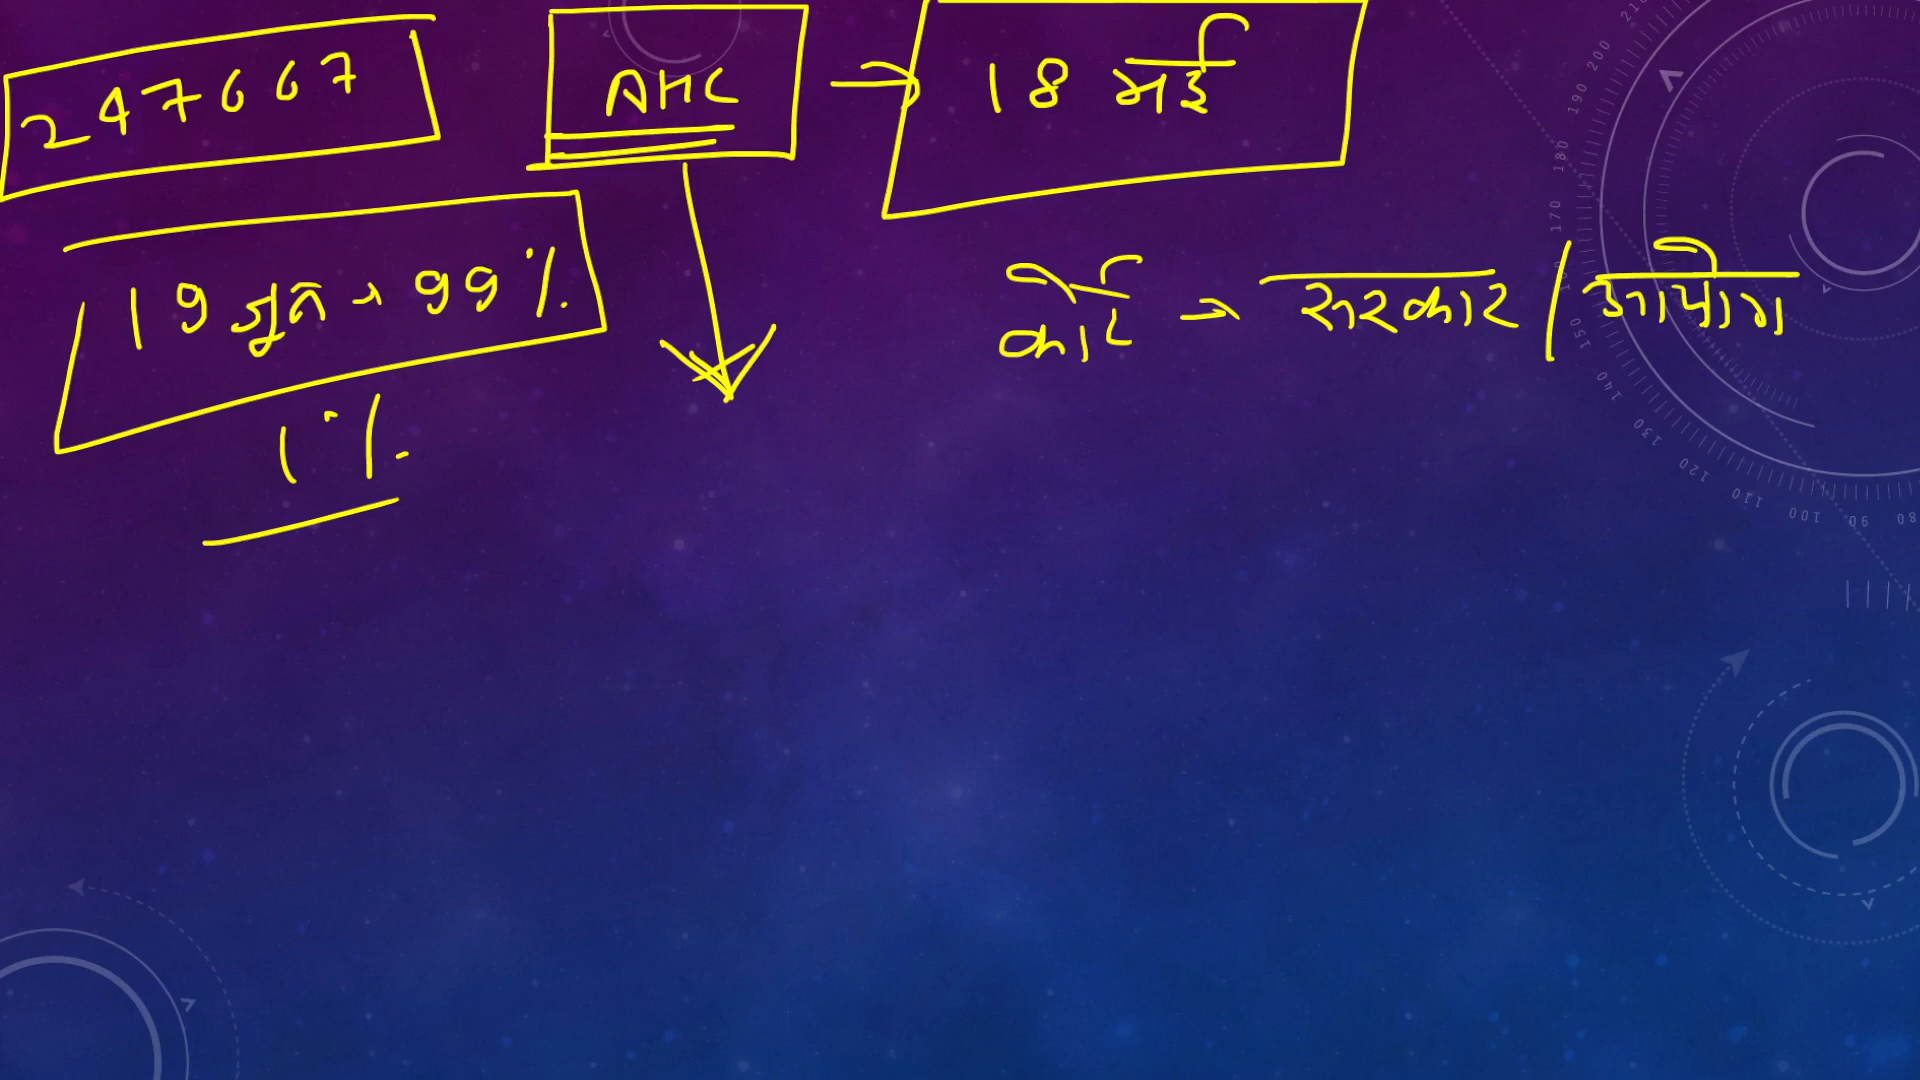 247667
AHC → 18 मई
19 जून → 99%.
1%.
कोर्ट → सरकार / आयोग